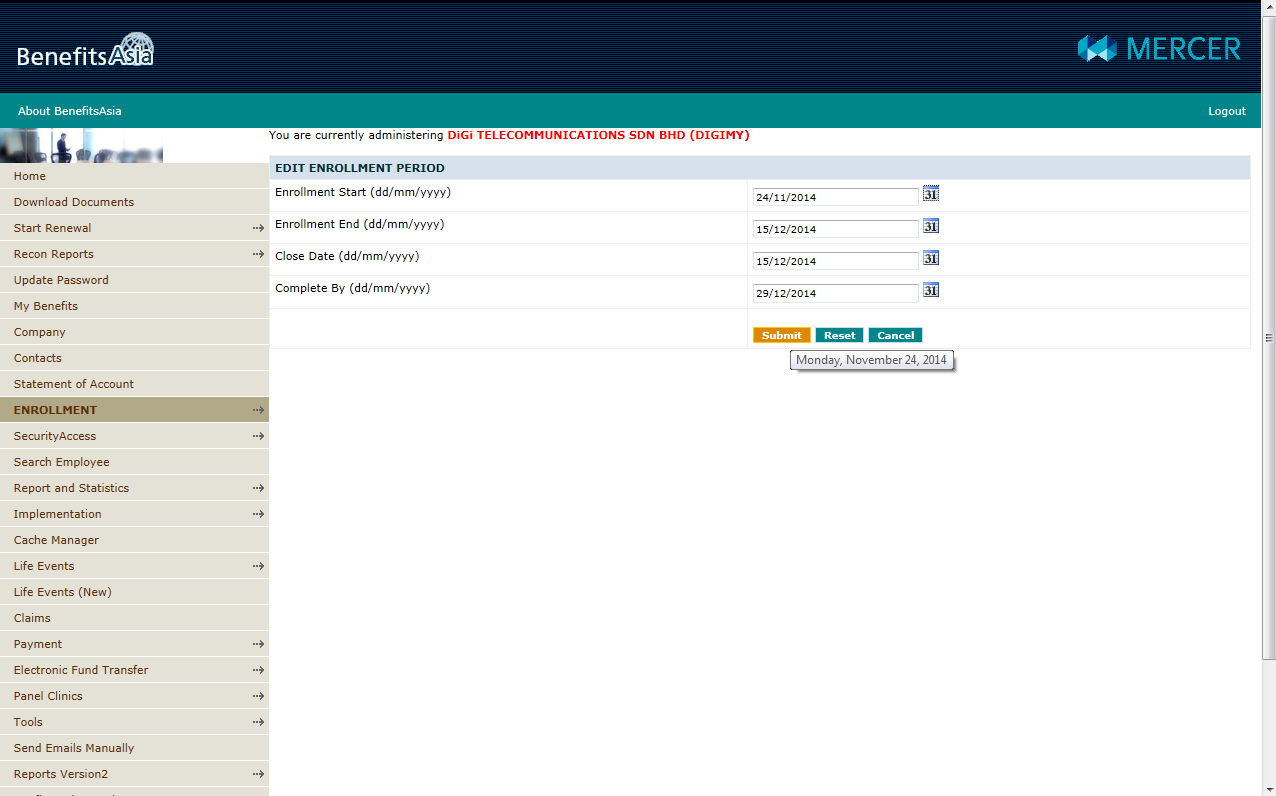 BenefitsAsia
MERCER
About BenefitsAsia
Logout
You are currently administering DiGi TELECOMMUNICATIONS SDN BHD (DIGIMY)
Home
Download Documents
Start Renewal
Recon Reports
Update Password
My Benefits
Company
Contacts
Statement of Account
ENROLLMENT
SecurityAccess
Search Employee
Report and Statistics
Implementation
Cache Manager
Life Events
Life Events (New)
Claims
Payment
Electronic Fund Transfer
Panel Clinics
Tools
Send Emails Manually
Reports Version2
EDIT ENROLLMENT PERIOD
Enrollment Start (dd/mm/yyyy) 24/11/2014 31
Enrollment End (dd/mm/yyyy) 15/12/2014 31
Close Date (dd/mm/yyyy) 15/12/2014 31
Complete By (dd/mm/yyyy) 29/12/2014 31
Submit Reset Cancel
Monday, November 24, 2014